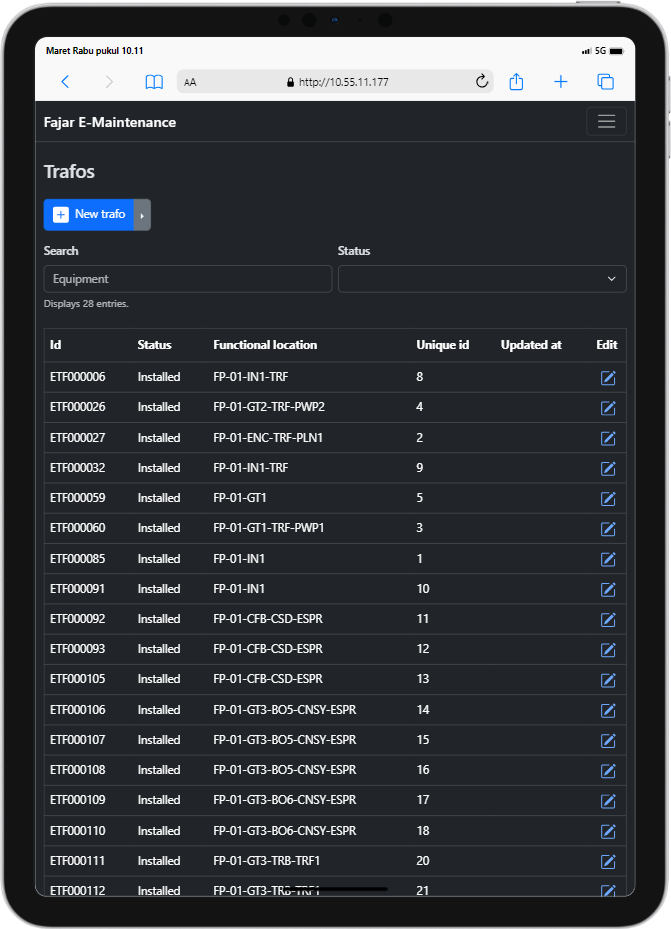 Maret Rabu pukul 10.11 5G
AA http://10.55.11.177
Fajar E-Maintenance
Trafos
New trafo
Search Status
Equipment
Displays 28 entries.
Id Status Functional location Unique id Updated at Edit
ETF000006 Installed FP-01-IN1-TRF 8
ETF000026 Installed FP-01-GT2-TRF-PWP2 4
ETF000027 Installed FP-01-ENC-TRF-PLN1 2
ETF000032 Installed FP-01-IN1-TRF 9
ETF000059 Installed FP-01-GT1 5
ETF000060 Installed FP-01-GT1-TRF-PWP1 3
ETF000085 Installed FP-01-IN1 1
ETF000091 Installed FP-01-IN1 10
ETF000092 Installed FP-01-CFB-CSD-ESPR 11
ETF000093 Installed FP-01-CFB-CSD-ESPR 12
ETF000105 Installed FP-01-CFB-CSD-ESPR 13
ETF000106 Installed FP-01-GT3-BO5-CNSY-ESPR 14
ETF000107 Installed FP-01-GT3-BO5-CNSY-ESPR 15
ETF000108 Installed FP-01-GT3-BO5-CNSY-ESPR 16
ETF000109 Installed FP-01-GT3-BO6-CNSY-ESPR 17
ETF000110 Installed FP-01-GT3-BO6-CNSY-ESPR 18
ETF000111 Installed FP-01-GT3-TRB-TRF1 20
ETF000112 Installed FP-01-GT3-TRB-TRF1 21